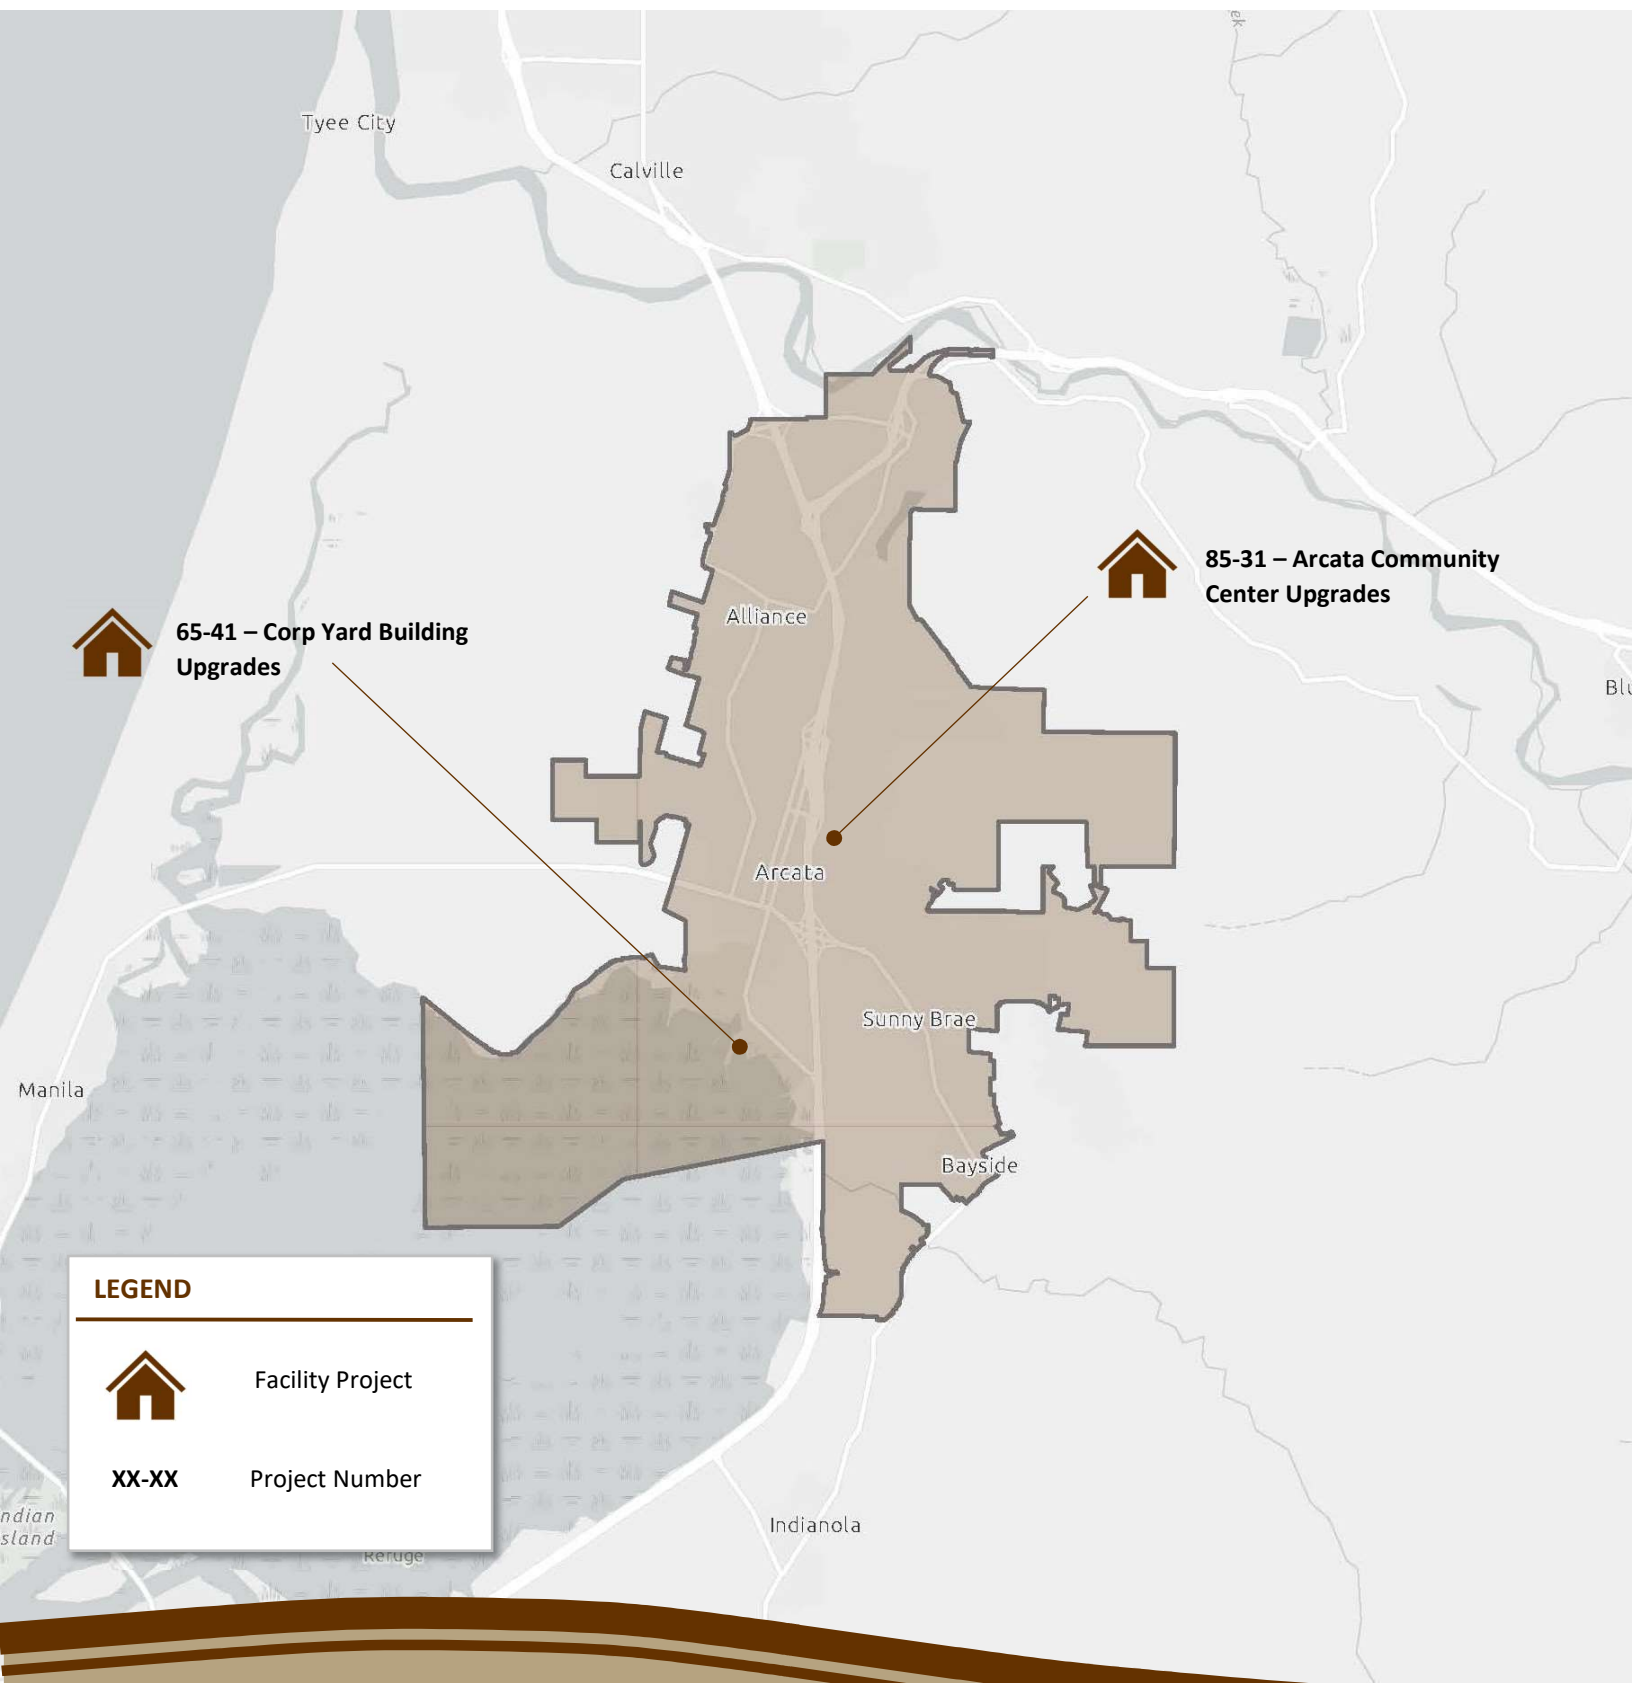 Tyee City
Calville
85-31 – Arcata Community
Center Upgrades
Alliance
65-41 – Corp Yard Building
Upgrades
Arcata
Sunny Brae
Manila
Bayside
LEGEND
Facility Project
XX-XX Project Number
Indianola
Refuge